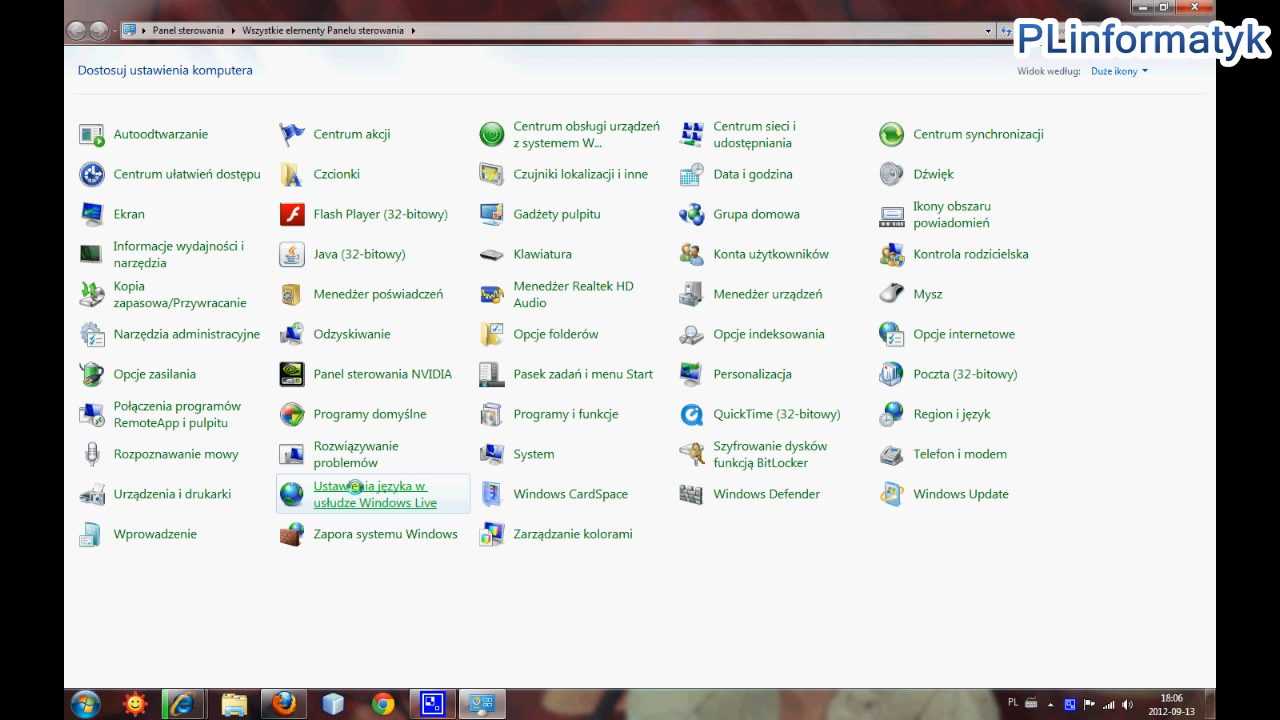 Panel sterowania
Wszystkie elementy Panelu sterowania
PLinformatyk
Dostosuj ustawienia komputera
Widok według:
Duże ikony
Autoodtwarzanie
Centrum akcji
Centrum obsługi urządzeń
z systemem W...
Centrum sieci i
udostępniania
Centrum synchronizacji
Centrum ułatwień dostępu
Czcionki
Czujniki lokalizacji i inne
Data i godzina
Dźwięk
Ekran
Flash Player (32-bitowy)
Gadżety pulpitu
Grupa domowa
Ikony obszaru
powiadomień
Informacje wydajności i
narzędzia
Java (32-bitowy)
Klawiatura
Konta użytkowników
Kontrola rodzicielska
Kopia
zapasowa/Przywracanie
Menedżer poświadczeń
Menedżer Realtek HD
Audio
Menedżer urządzeń
Mysz
Narzędzia administracyjne
Odzyskiwanie
Opcje folderów
Opcje indeksowania
Opcje internetowe
Opcje zasilania
Panel sterowania NVIDIA
Pasek zadań i menu Start
Personalizacja
Poczta (32-bitowy)
Połączenia programów
RemoteApp i pulpitu
Programy domyślne
Programy i funkcje
QuickTime (32-bitowy)
Region i język
Rozpoznawanie mowy
Rozwiązywanie
problemów
System
Szyfrowanie dysków
funkcją BitLocker
Telefon i modem
Urządzenia i drukarki
Ustawienia języka w
usłudze Windows Live
Windows CardSpace
Windows Defender
Windows Update
Wprowadzenie
Zapora systemu Windows
Zarządzanie kolorami
PL
18:06
2012-09-13